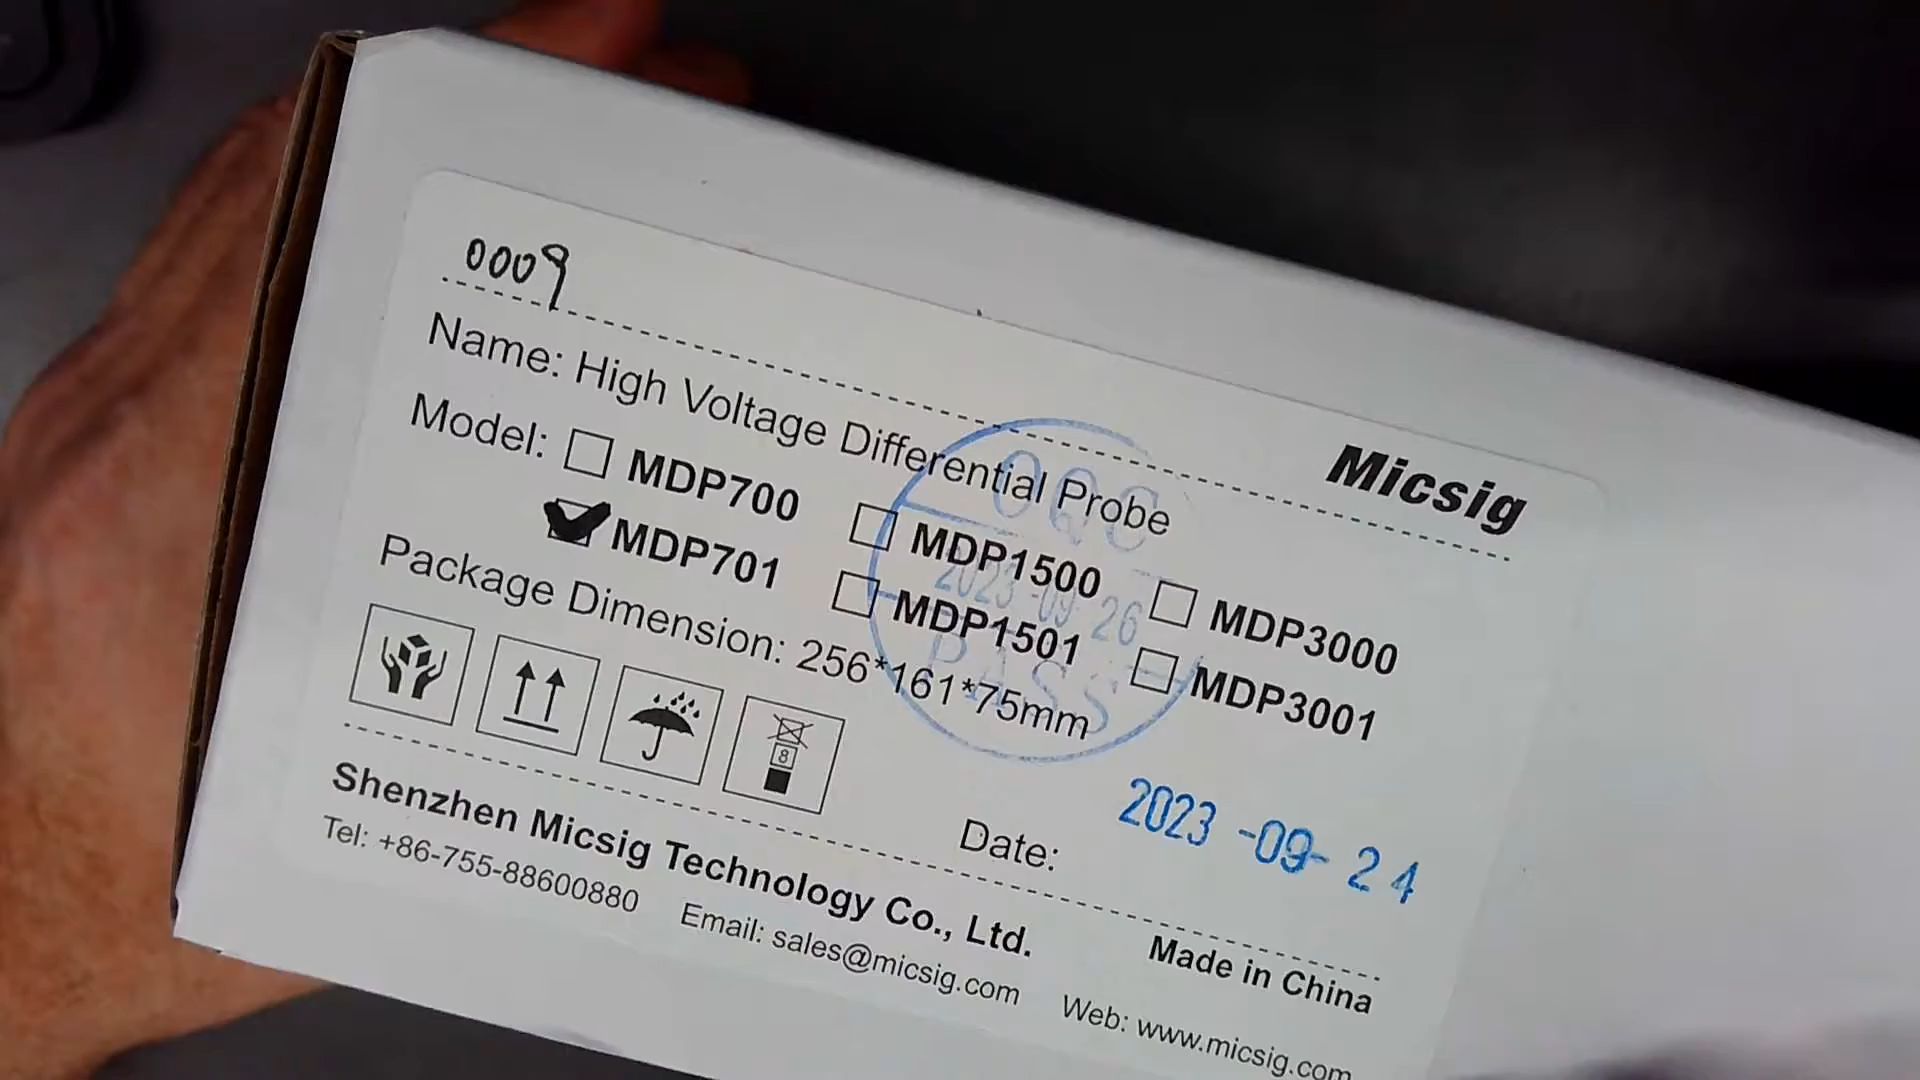 0009
Micsig
Name: High Voltage Differential Probe
Model: MDP700 MDP1500 MDP3000
MDP701 MDP1501 MDP3001
Package Dimension: 256*161*75mm
OQC
2023-09-26
PASS
8
Date: 2023-09-24
Shenzhen Micsig Technology Co., Ltd. Made in China
Tel: +86-755-88600880 Email: sales@micsig.com Web: www.micsig.com